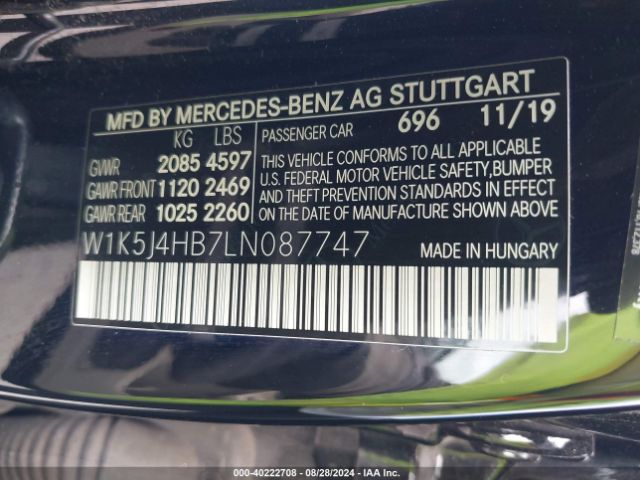 MFD BY MERCEDES-BENZ AG STUTTGART
KG LBS PASSENGER CAR 696 11/19
GVWR 2085 4597
GAWR FRONT 1120 2469
GAWR REAR 1025 2260
THIS VEHICLE CONFORMS TO ALL APPLICABLE
U.S. FEDERAL MOTOR VEHICLE SAFETY, BUMPER
AND THEFT PREVENTION STANDARDS IN EFFECT
ON THE DATE OF MANUFACTURE SHOWN ABOVE
W1K5J4HB7LN087747 MADE IN HUNGARY
000-40222708 - 08/28/2024 - IAA Inc.